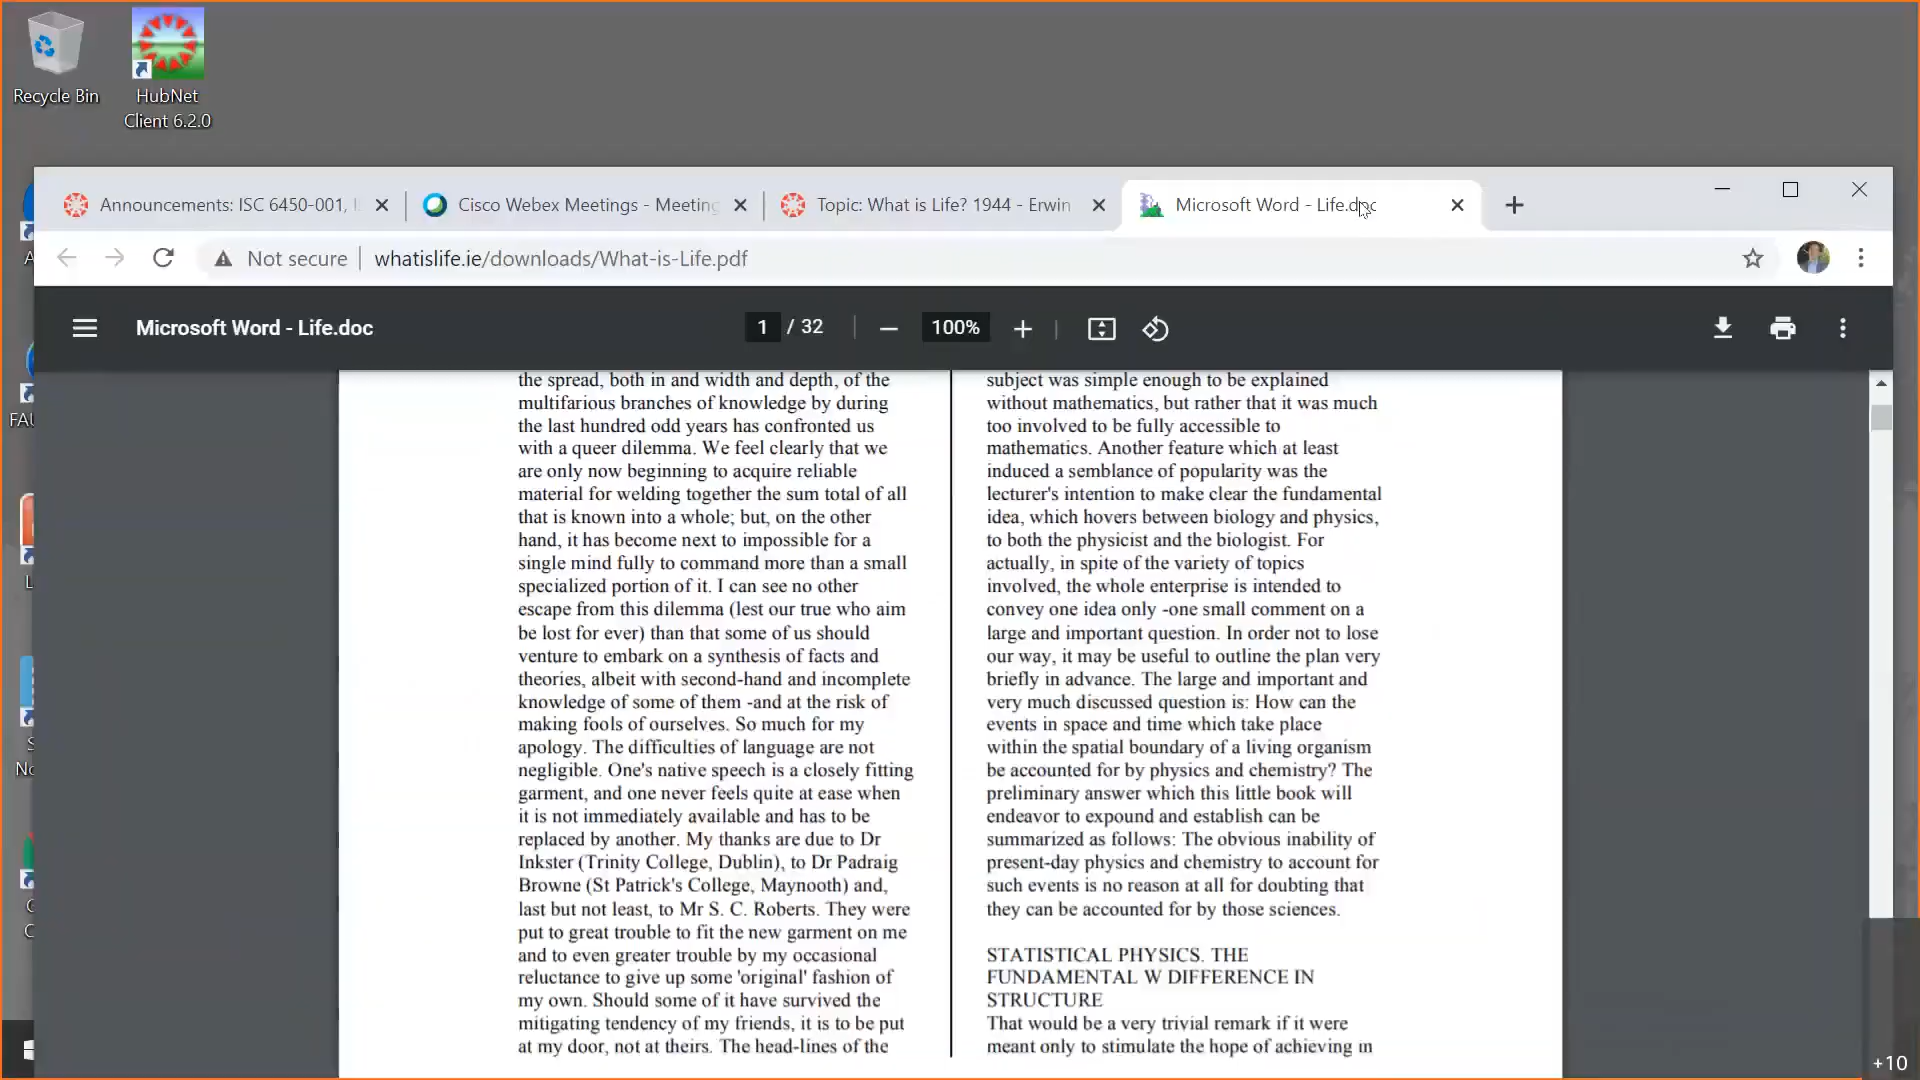 Recycle Bin
HubNet
Client 6.2.0
Announcements: ISC 6450-001,
Cisco Webex Meetings - Meeting
Topic: What is Life? 1944 - Erwin
Microsoft Word - Life.doc
Not secure
whatislife.ie/downloads/What-is-Life.pdf
Microsoft Word - Life.doc
1 / 32
100%
the spread, both in and width and depth, of the
multifarious branches of knowledge by during
the last hundred odd years has confronted us
with a queer dilemma. We feel clearly that we
are only now beginning to acquire reliable
material for welding together the sum total of all
that is known into a whole; but, on the other
hand, it has become next to impossible for a
single mind fully to command more than a small
specialized portion of it. I can see no other
escape from this dilemma (lest our true who aim
be lost for ever) than that some of us should
venture to embark on a synthesis of facts and
theories, albeit with second-hand and incomplete
knowledge of some of them -and at the risk of
making fools of ourselves. So much for my
apology. The difficulties of language are not
negligible. One's native speech is a closely fitting
garment, and one never feels quite at ease when
it is not immediately available and has to be
replaced by another. My thanks are due to Dr
Inkster (Trinity College, Dublin), to Dr Padraig
Browne (St Patrick's College, Maynooth) and,
last but not least, to Mr S. C. Roberts. They were
put to great trouble to fit the new garment on me
and to even greater trouble by my occasional
reluctance to give up some 'original' fashion of
my own. Should some of it have survived the
mitigating tendency of my friends, it is to be put
at my door, not at theirs. The head-lines of the
subject was simple enough to be explained
without mathematics, but rather that it was much
too involved to be fully accessible to
mathematics. Another feature which at least
induced a semblance of popularity was the
lecturer's intention to make clear the fundamental
idea, which hovers between biology and physics,
to both the physicist and the biologist. For
actually, in spite of the variety of topics
involved, the whole enterprise is intended to
convey one idea only -one small comment on a
large and important question. In order not to lose
our way, it may be useful to outline the plan very
briefly in advance. The large and important and
very much discussed question is: How can the
events in space and time which take place
within the spatial boundary of a living organism
be accounted for by physics and chemistry? The
preliminary answer which this little book will
endeavor to expound and establish can be
summarized as follows: The obvious inability of
present-day physics and chemistry to account for
such events is no reason at all for doubting that
they can be accounted for by those sciences.
STATISTICAL PHYSICS. THE
FUNDAMENTAL W DIFFERENCE IN
STRUCTURE
That would be a very trivial remark if it were
meant only to stimulate the hope of achieving in
+10